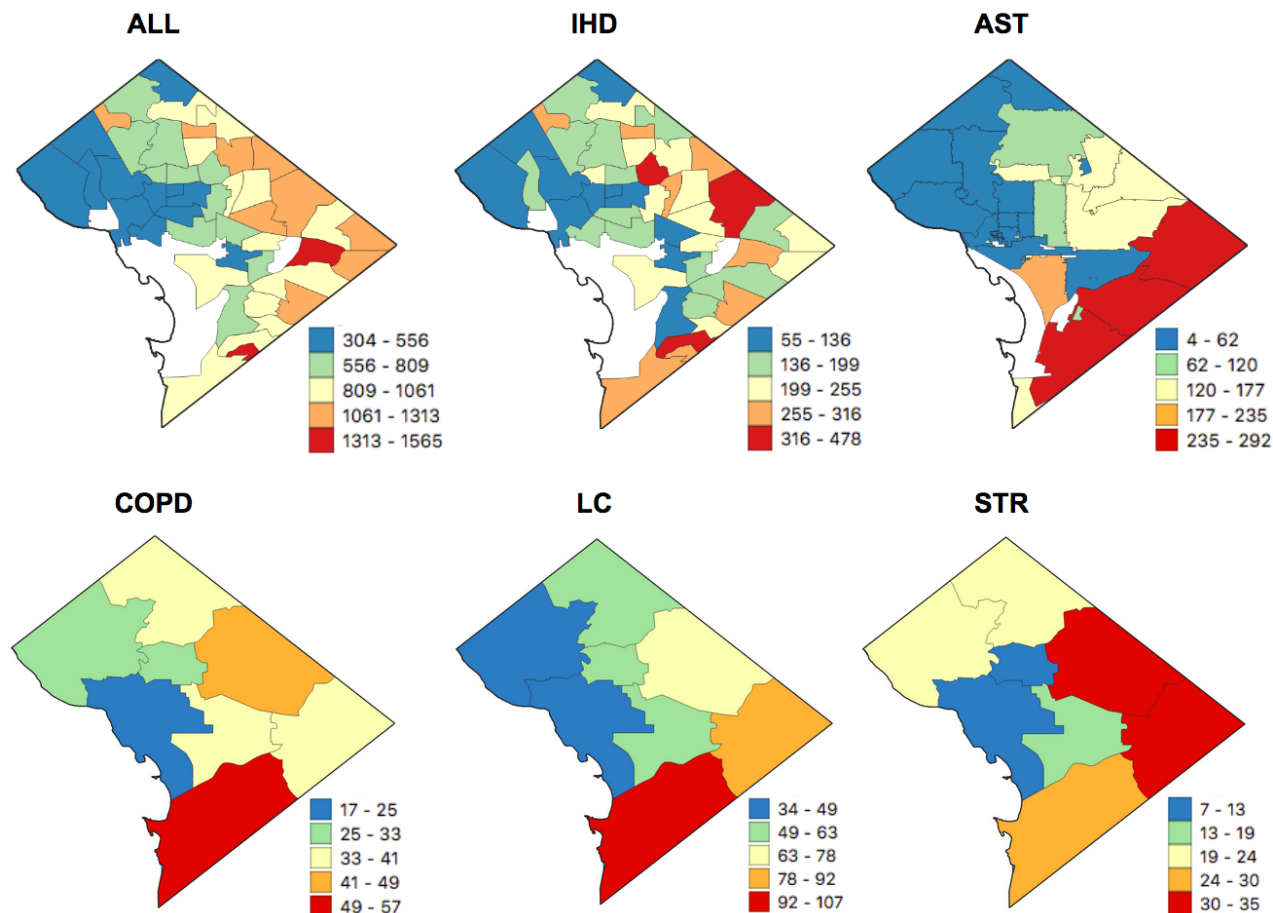 ALL
IHD
AST
304 - 556
556 - 809
809 - 1061
1061 - 1313
1313 - 1565
55 - 136
136 - 199
199 - 255
255 - 316
316 - 478
4 - 62
62 - 120
120 - 177
177 - 235
235 - 292
COPD
LC
STR
17 - 25
25 - 33
33 - 41
41 - 49
49 - 57
34 - 49
49 - 63
63 - 78
78 - 92
92 - 107
7 - 13
13 - 19
19 - 24
24 - 30
30 - 35